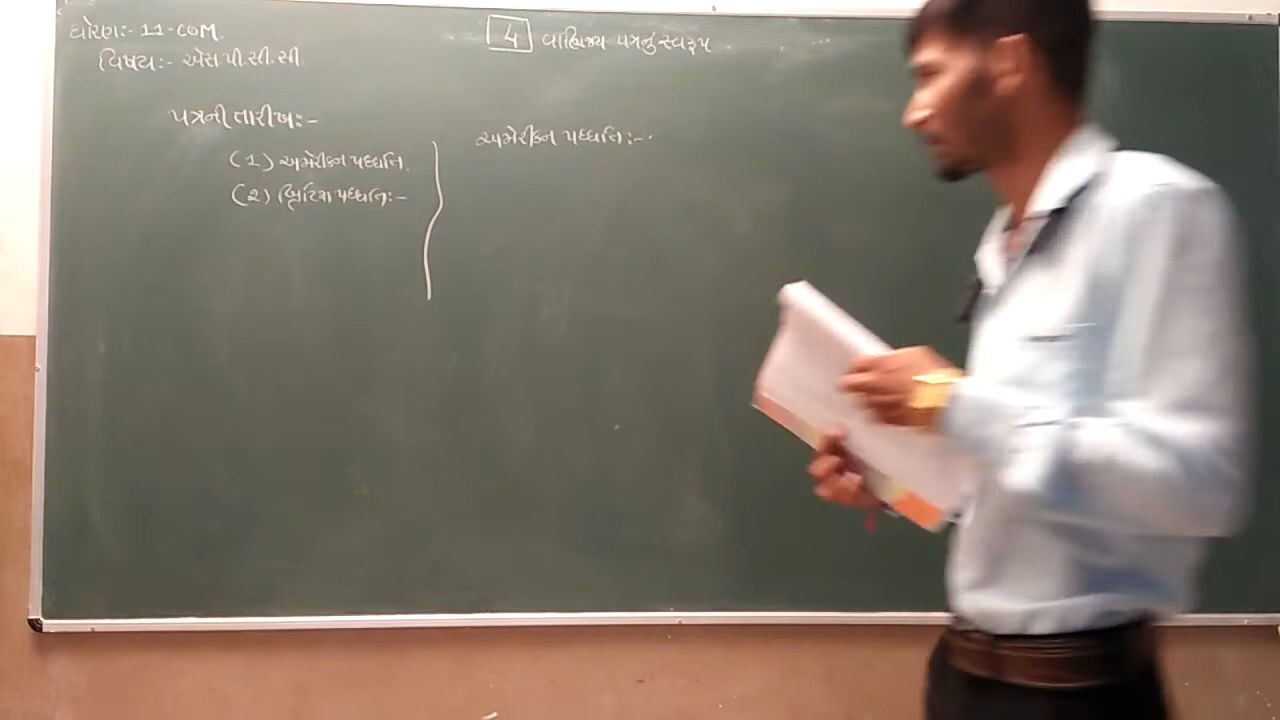 ધોરણ:- 11-COM.
વિષય:- એસ.પી.સી.સી
4 વાણિજ્ય પત્રનું સ્વરૂપ
પત્રની તારીખ:-
(1) અમેરીકન પધ્ધતિ.
(2) બ્રિટિશ પધ્ધતિ:-
અમેરીકન પધ્ધતિ:-